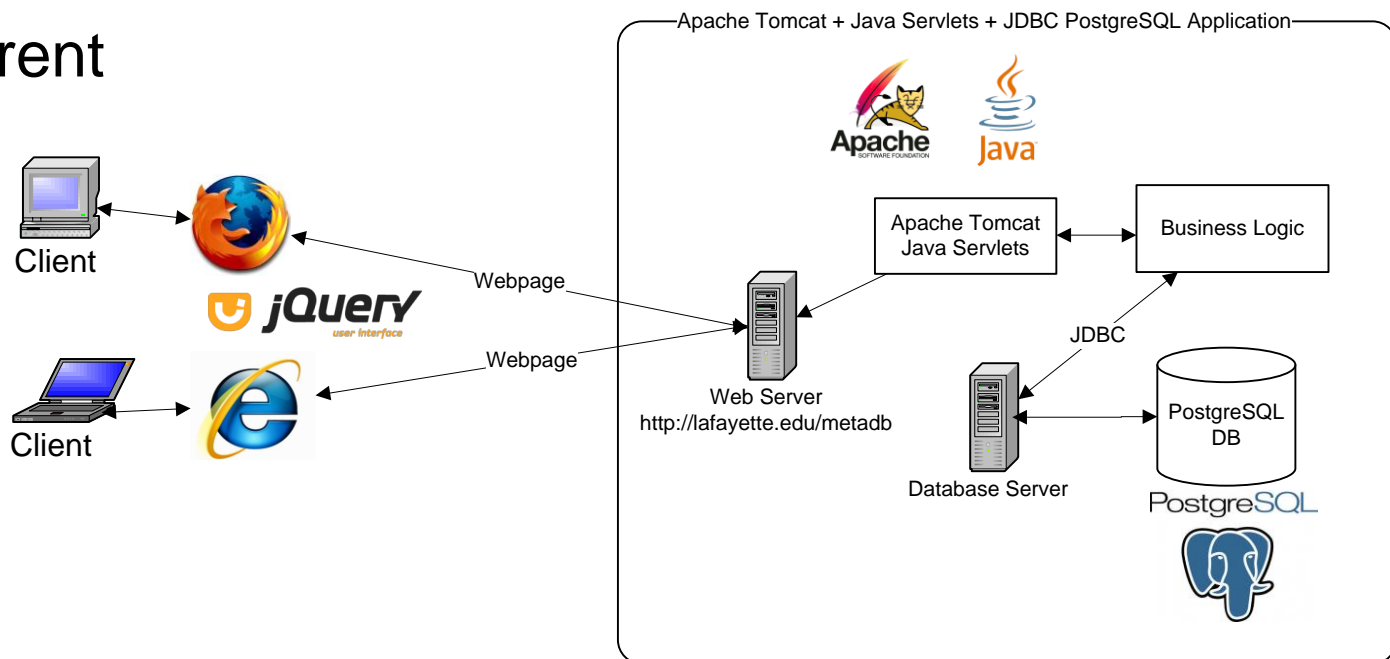 rent
Apache Tomcat + Java Servlets + JDBC PostgreSQL Application
Apache
SOFTWARE FOUNDATION
Java
Client
jQuery
user interface
Client
Webpage
Webpage
Web Server
http://lafayette.edu/metadb
Apache Tomcat
Java Servlets
Business Logic
JDBC
Database Server
PostgreSQL
DB
PostgreSQL